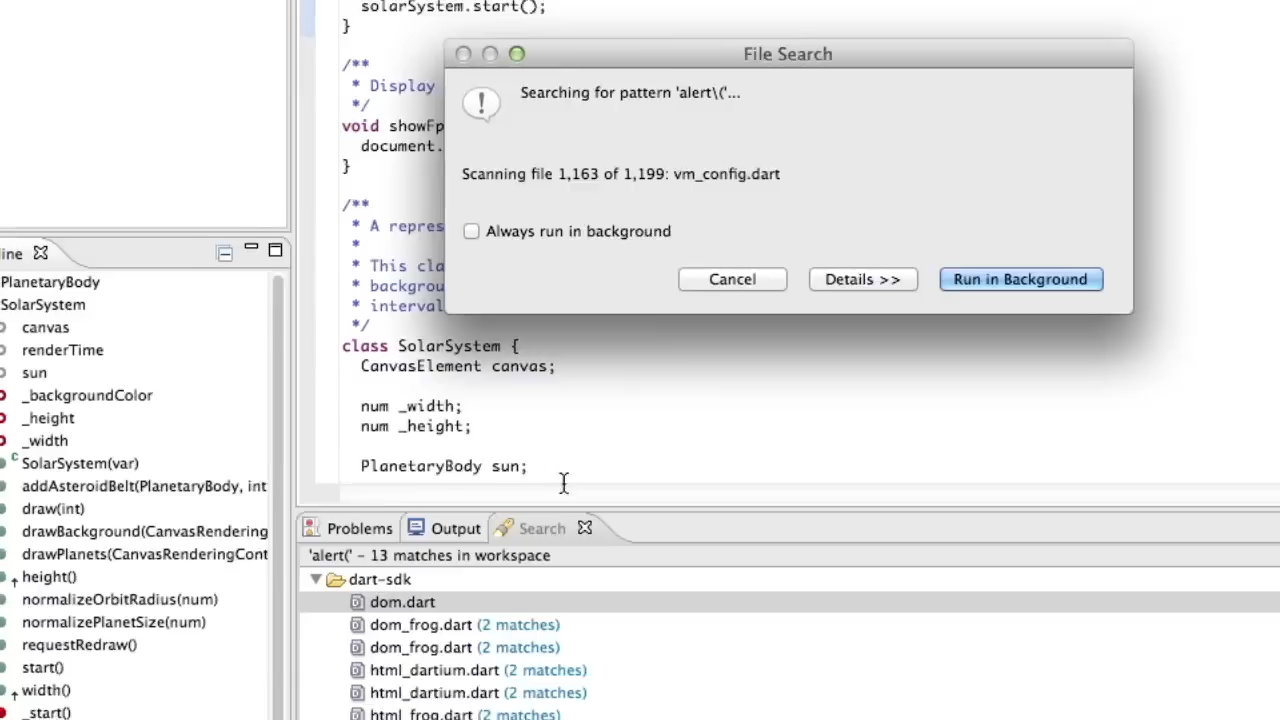 solarSystem.start();
}
/**
* Display
*/
void showFp
document.
}
/**
* A repres
*
* This cla
* backgrou
* interval
*/
class SolarSystem {
CanvasElement canvas;
num _width;
num _height;
PlanetaryBody sun;
File Search
Searching for pattern 'alert\('...
Scanning file 1,163 of 1,199: vm_config.dart
Always run in background
Cancel
Details >>
Run in Background
line
PlanetaryBody
SolarSystem
canvas
renderTime
sun
_backgroundColor
_height
_width
SolarSystem(var)
addAsteroidBelt(PlanetaryBody, int
draw(int)
drawBackground(CanvasRendering
drawPlanets(CanvasRenderingCont
height()
normalizeOrbitRadius(num)
normalizePlanetSize(num)
requestRedraw()
start()
width()
_start()
Problems
Output
Search
'alert(' – 13 matches in workspace
dart-sdk
dom.dart
dom_frog.dart (2 matches)
dom_frog.dart (2 matches)
html_dartium.dart (2 matches)
html_dartium.dart (2 matches)
html_frog.dart (2 matches)